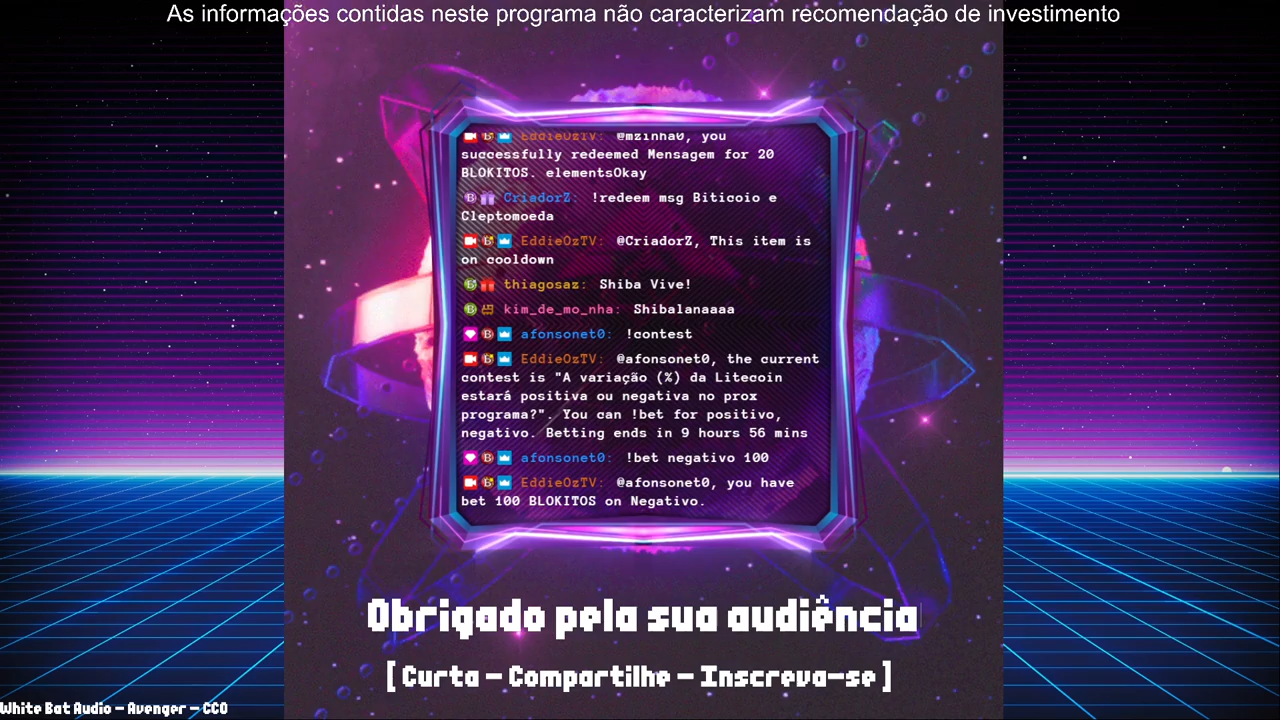 As informações contidas neste programa não caracterizam recomendação de investimento
EddieOzTV: @mzinha0, you
successfully redeemed Mensagem for 20
BLOKITOS. elementsOkay
CriadorZ: !redeem msg Biticoio e
Cleptomoeda
EddieOzTV: @CriadorZ, This item is
on cooldown
thiagosaz: Shiba Vive!
kim_de_mo_nha: Shibalanaaaa
afonsonet0: !contest
EddieOzTV: @afonsonet0, the current
contest is "A variação (%) da Litecoin
estará positiva ou negativa no prox
programa?". You can !bet for positivo,
negativo. Betting ends in 9 hours 56 mins
afonsonet0: !bet negativo 100
EddieOzTV: @afonsonet0, you have
bet 100 BLOKITOS on Negativo.
Obrigado pela sua audiência
[ Curta - Compartilhe - Inscreva-se ]
White Bat Audio - Avenger - CC0